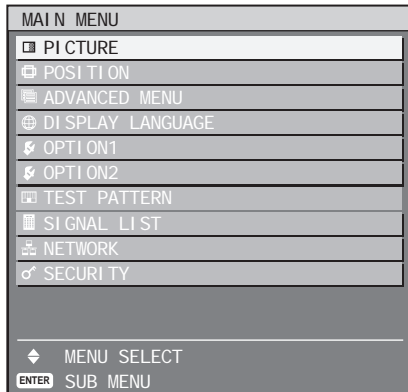 MAIN MENU
PICTURE
POSITION
ADVANCED MENU
DISPLAY LANGUAGE
OPTION1
OPTION2
TEST PATTERN
SIGNAL LIST
NETWORK
SECURITY
MENU SELECT
ENTER SUB MENU